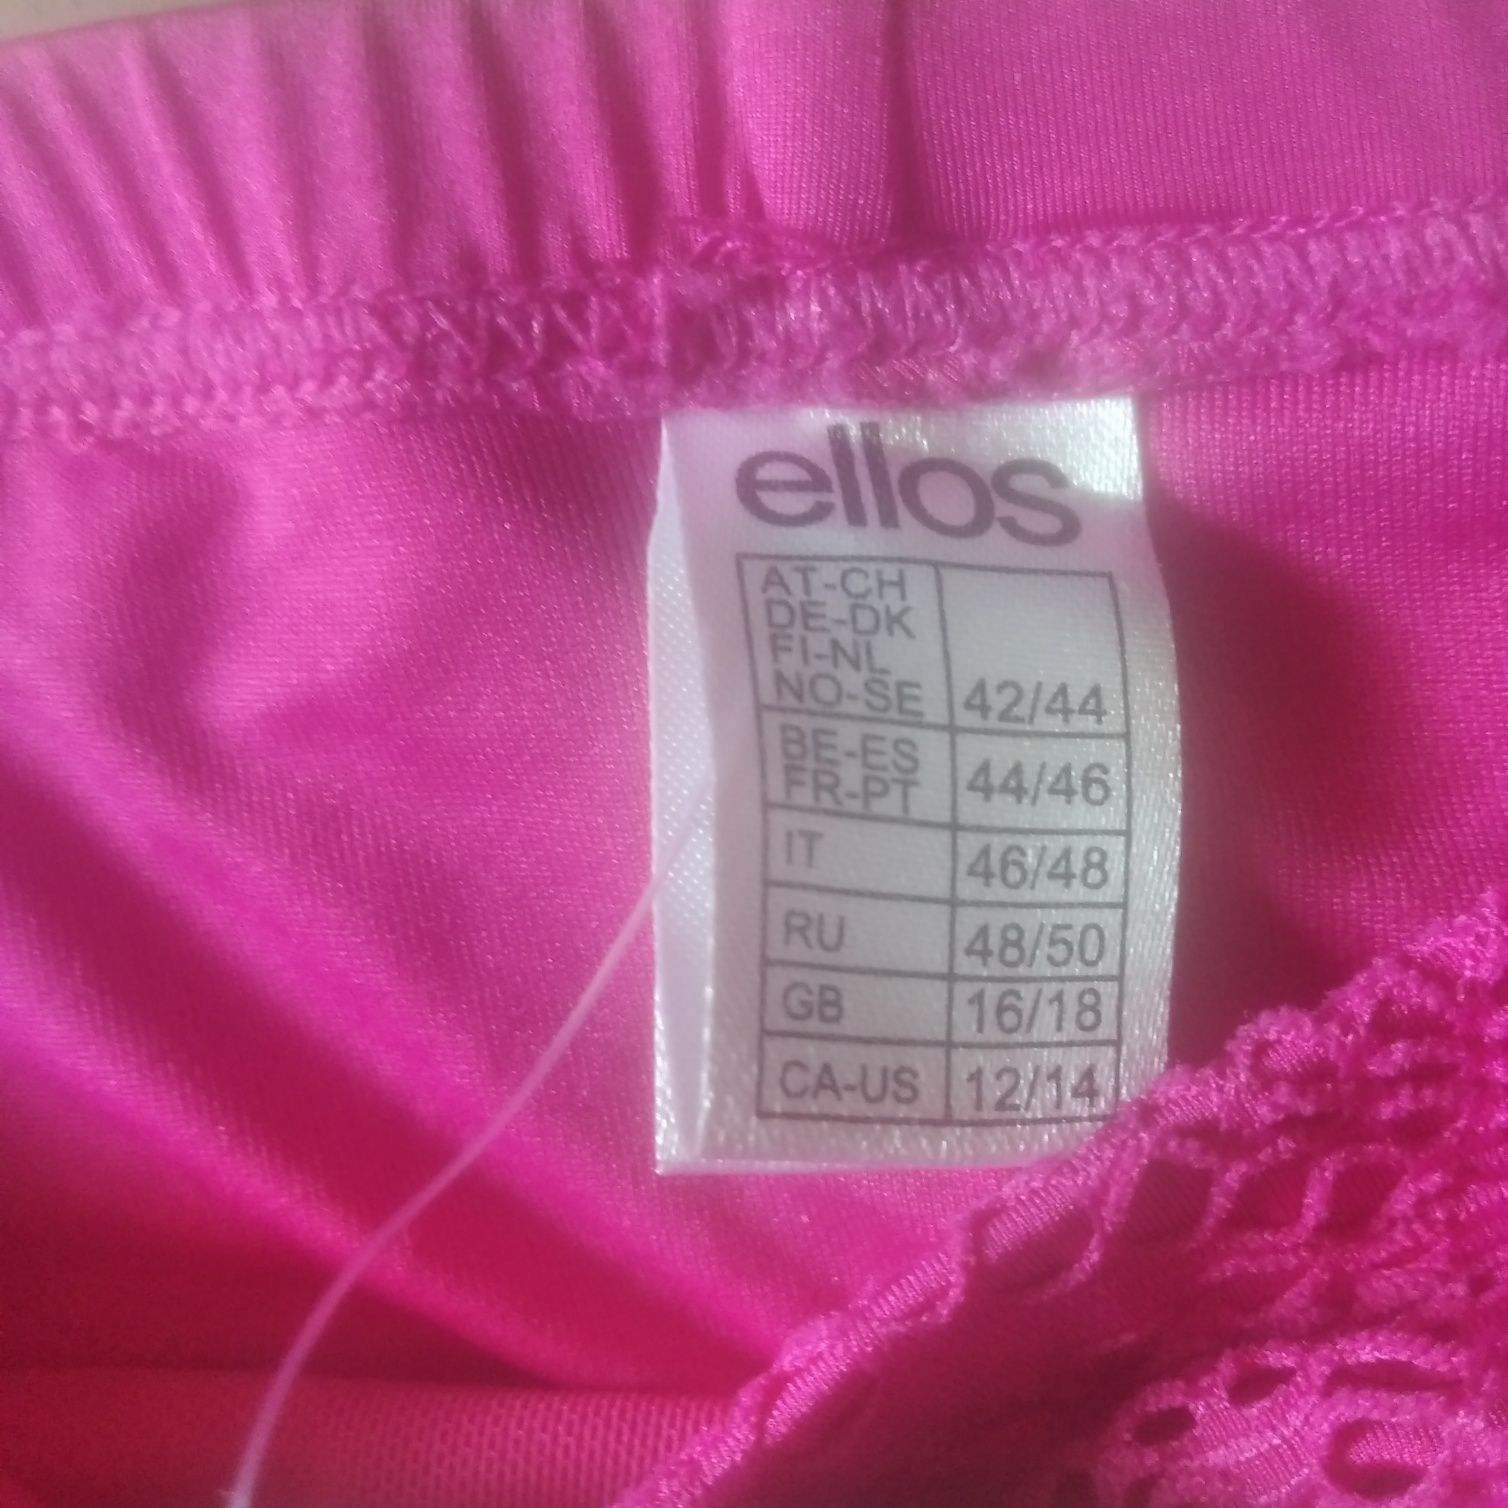 ellos
AT-CH
DE-DK
FI-NL
NO-SE 42/44
BE-ES
FR-PT 44/46
IT 46/48
RU 48/50
GB 16/18
CA-US 12/14